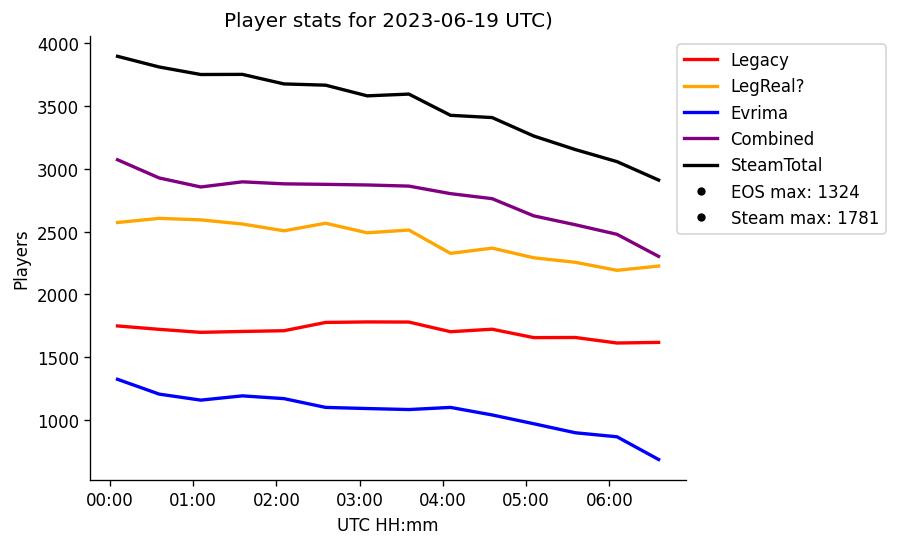 Player stats for 2023-06-19 UTC)
4000
3500
3000
2500
2000
1500
1000
Players
00:00 01:00 02:00 03:00 04:00 05:00 06:00
UTC HH:mm
Legacy
LegReal?
Evrima
Combined
SteamTotal
EOS max: 1324
Steam max: 1781